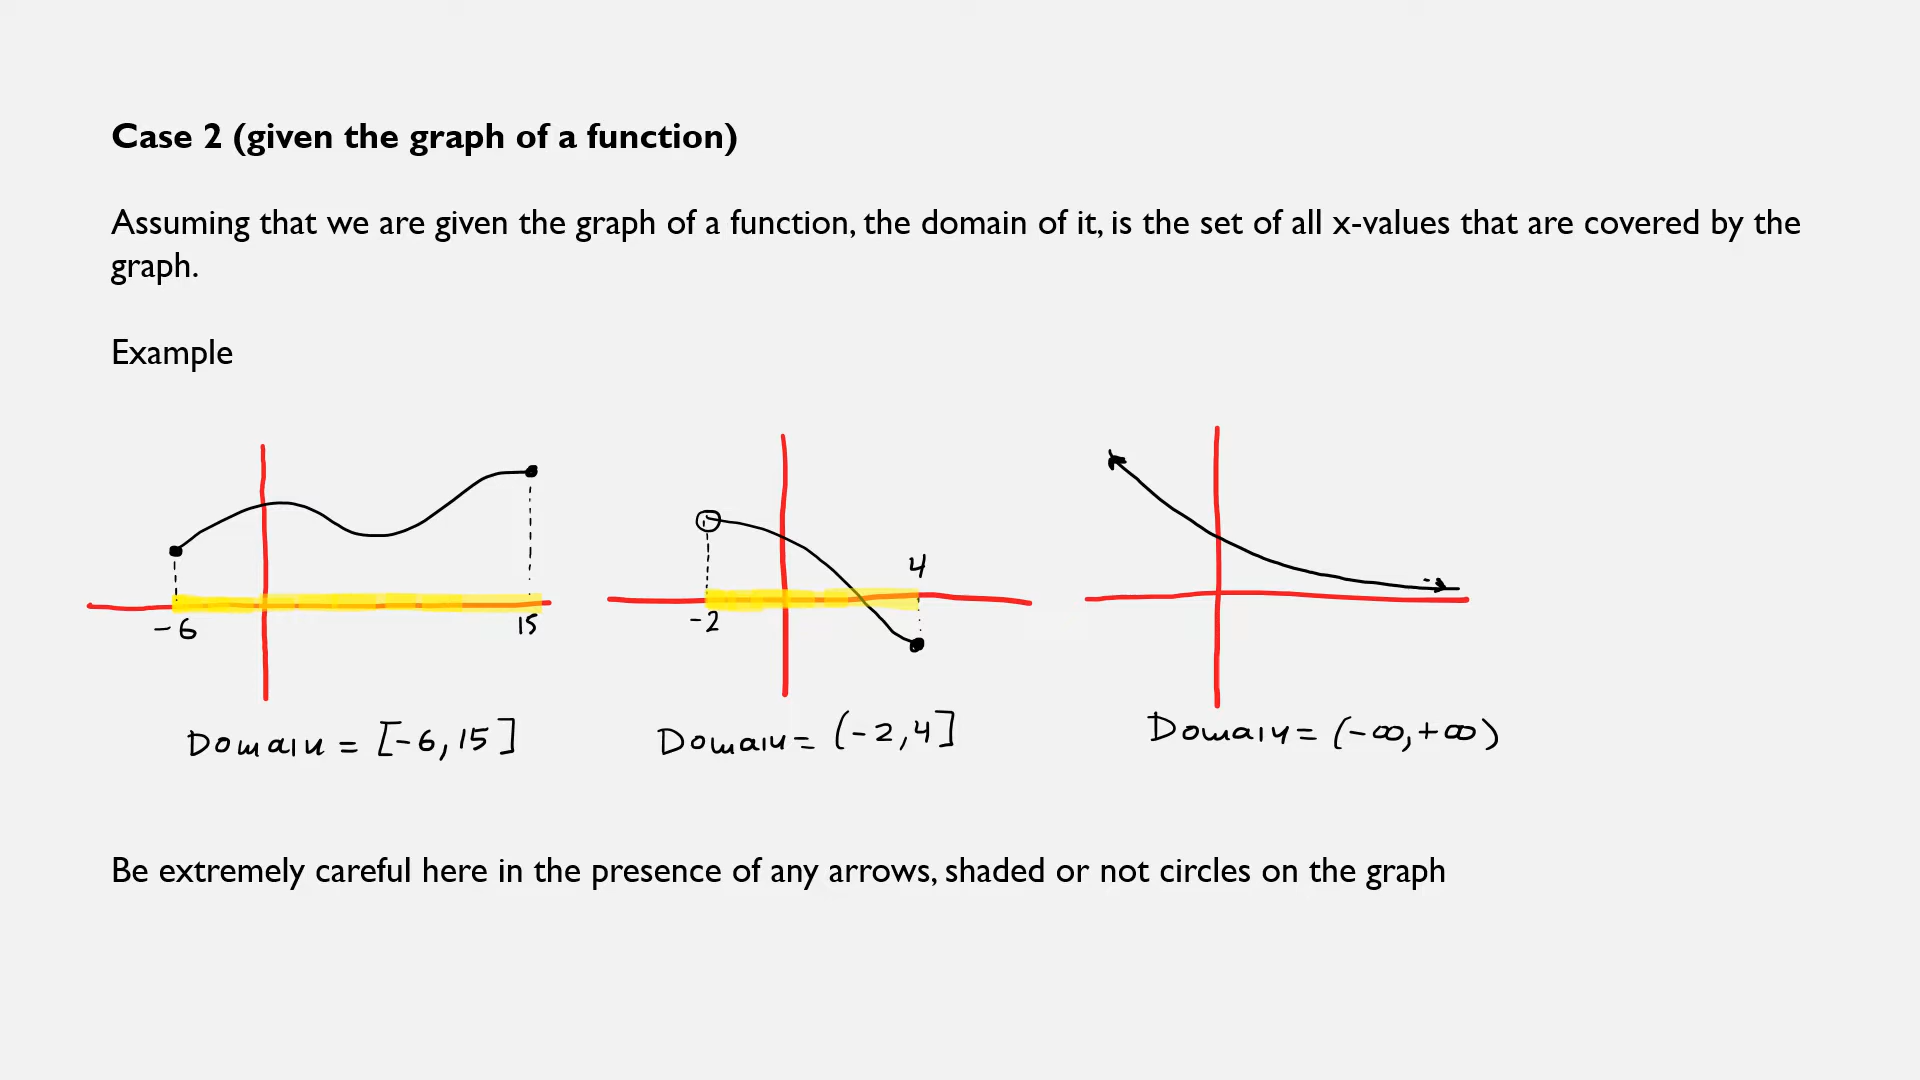 Case 2 (given the graph of a function)
Assuming that we are given the graph of a function, the domain of it, is the set of all x-values that are covered by the
graph.
Example
-6
15
-2
4
Domain = [-6,15]
Domain = (-2,4]
Domain = (-∞,+∞)
Be extremely careful here in the presence of any arrows, shaded or not circles on the graph